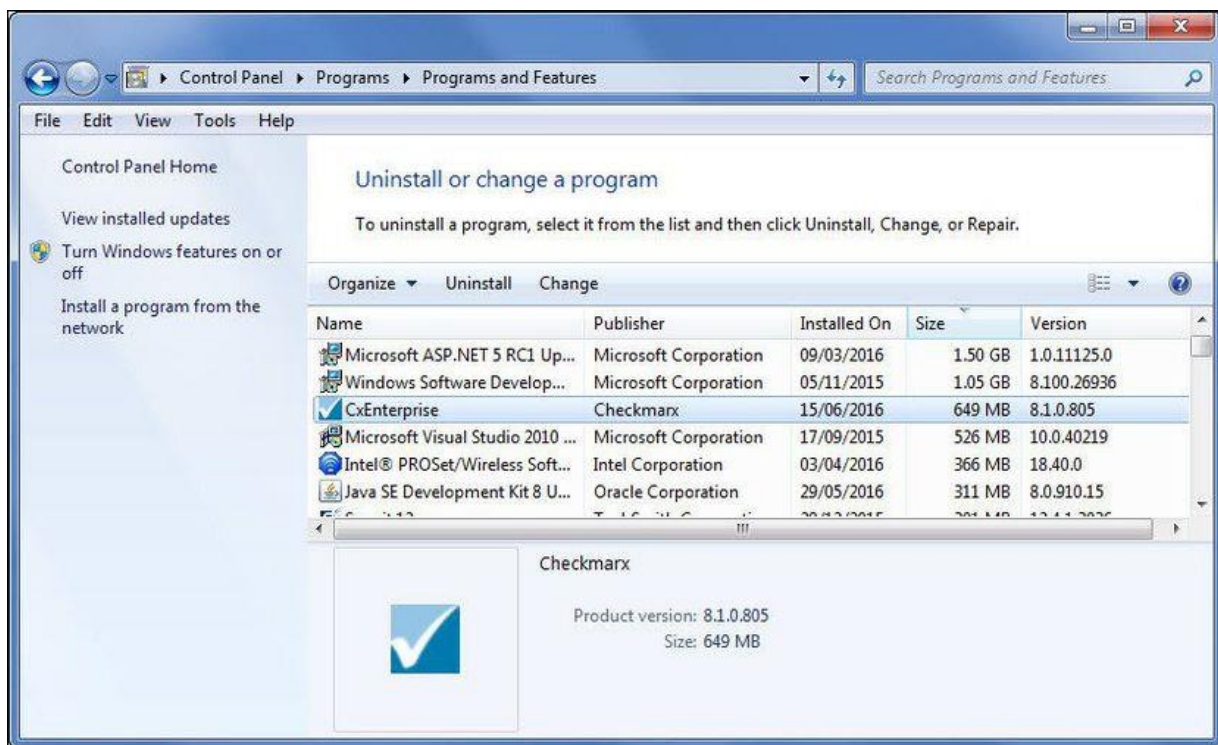 Control Panel Programs Programs and Features Search Programs and Features
File Edit View Tools Help
Control Panel Home
View installed updates
Turn Windows features on or
off
Install a program from the
network
Uninstall or change a program
To uninstall a program, select it from the list and then click Uninstall, Change, or Repair.
Organize Uninstall Change
Name Publisher Installed On Size Version
Microsoft ASP.NET 5 RC1 Up... Microsoft Corporation 09/03/2016 1.50 GB 1.0.11125.0
Windows Software Develop... Microsoft Corporation 05/11/2015 1.05 GB 8.100.26936
CxEnterprise Checkmarx 15/06/2016 649 MB 8.1.0.805
Microsoft Visual Studio 2010 ... Microsoft Corporation 17/09/2015 526 MB 10.0.40219
Intel® PROSet/Wireless Soft... Intel Corporation 03/04/2016 366 MB 18.40.0
Java SE Development Kit 8 U... Oracle Corporation 29/05/2016 311 MB 8.0.910.15
Checkmarx
Product version: 8.1.0.805
Size: 649 MB